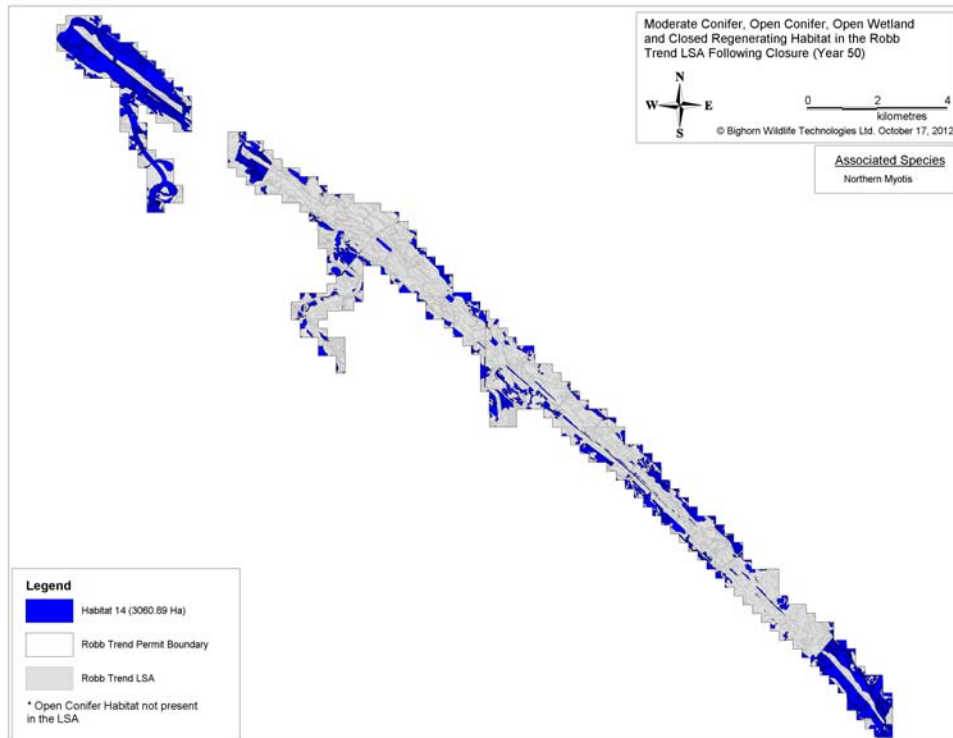 Moderate Conifer, Open Conifer, Open Wetland
and Closed Regenerating Habitat in the Robb
Trend LSA Following Closure (Year 50)
N
W E
S
0 2 4
kilometres
© Bighorn Wildlife Technologies Ltd. October 17, 2012
Associated Species
Northern Myotis
Legend
Habitat 14 (3060.89 Ha)
Robb Trend Permit Boundary
Robb Trend LSA
* Open Conifer Habitat not present
in the LSA